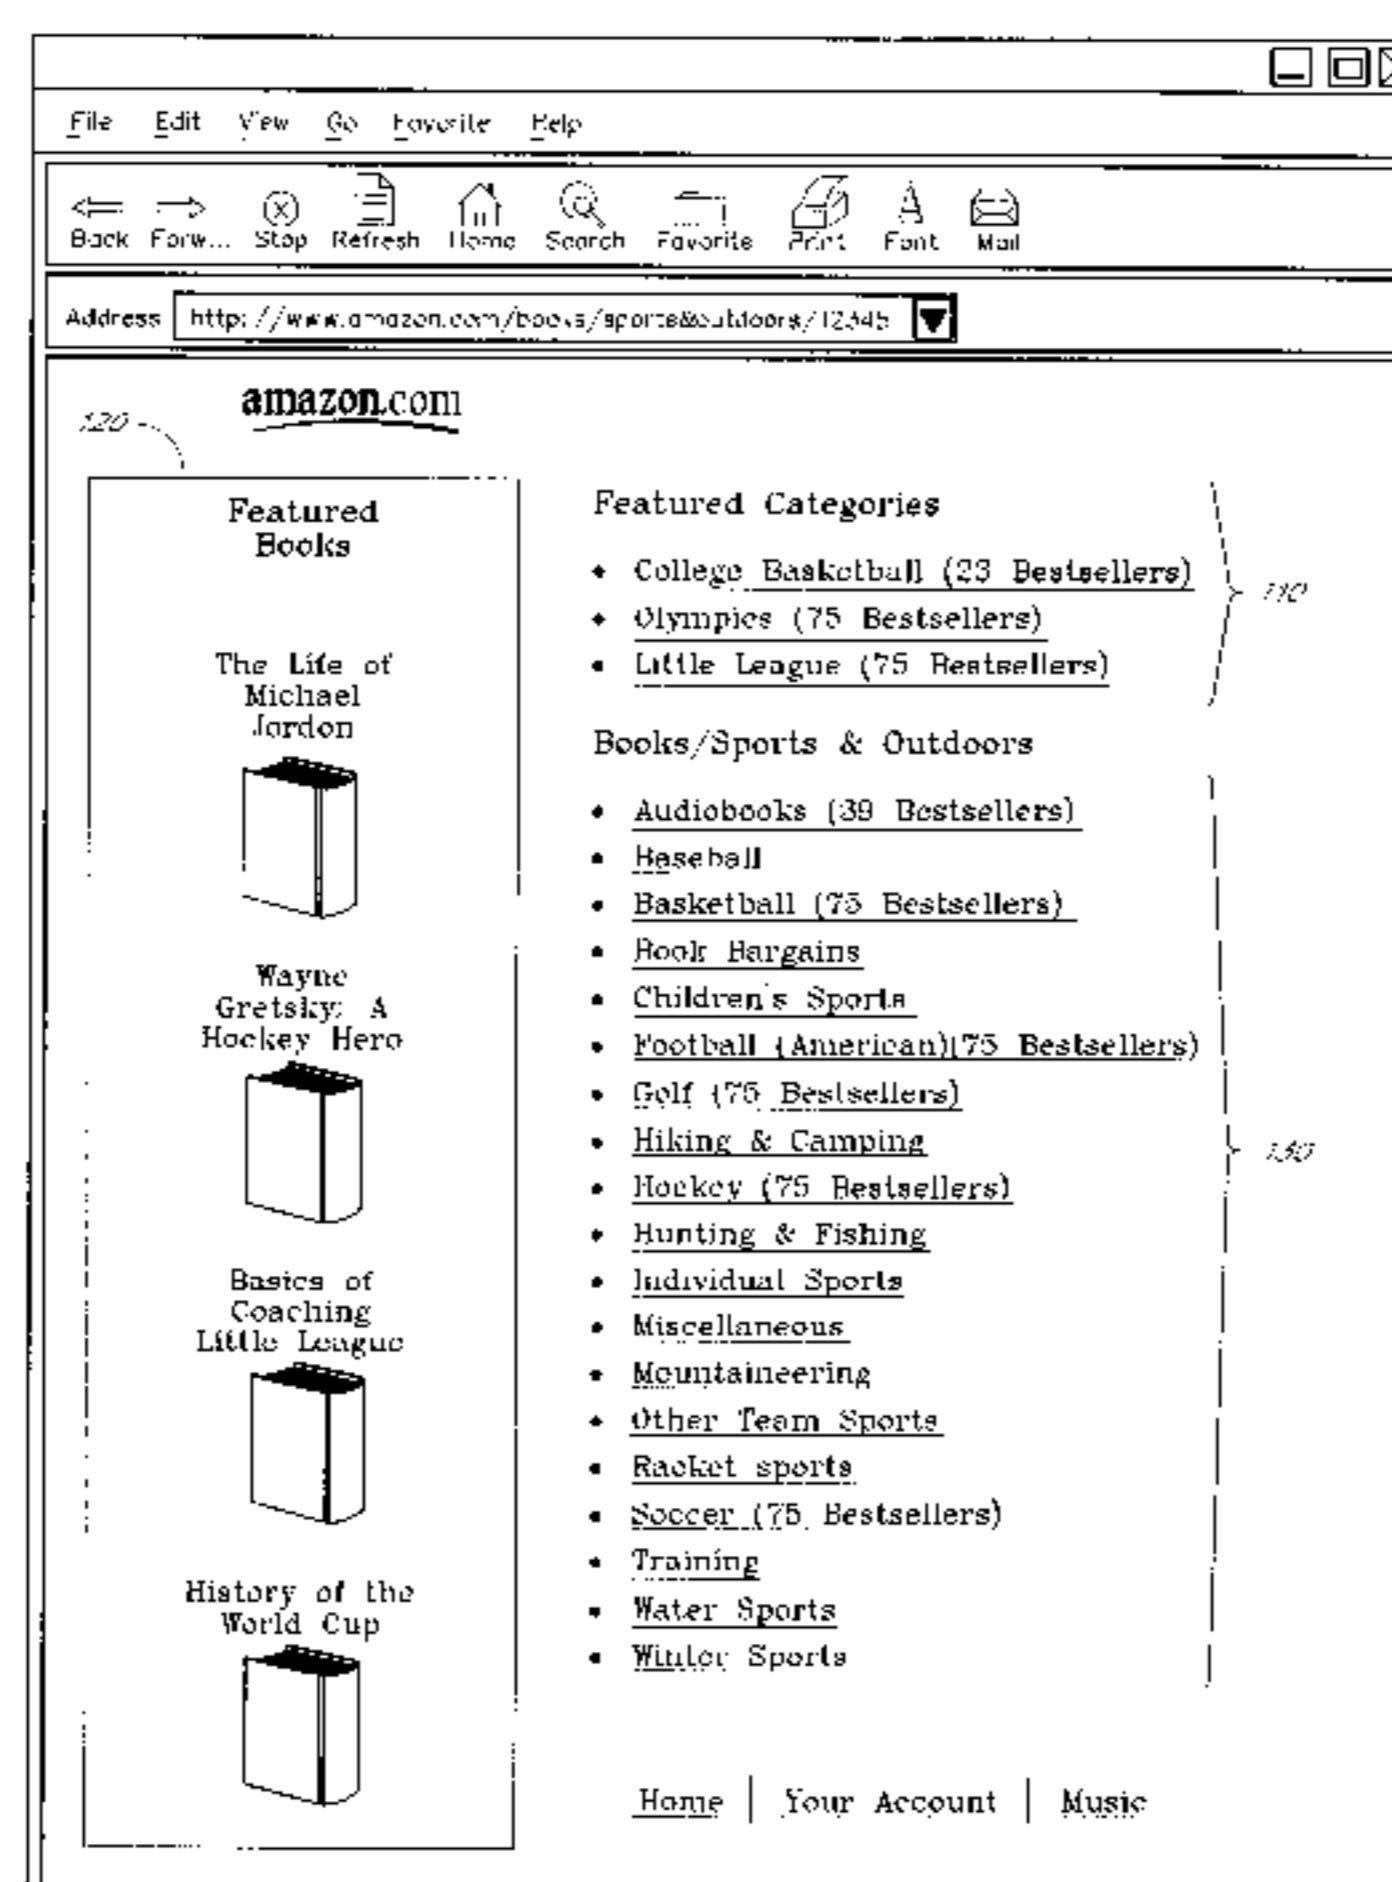 File Edit View Go Favorite Help
Back Forw... Stop Refresh Home Search Favorite Print Font Mail
Address http://www.amazon.com/books/sports&outdoors/12345
amazon.com
120
Featured
Books
The Life of
Michael
Jordon
Wayne
Gretsky: A
Hockey Hero
Basics of
Coaching
Little League
History of the
World Cup
Featured Categories
• College Basketball (23 Bestsellers)
• Olympics (75 Bestsellers)
• Little League (75 Bestsellers)
110
Books/Sports & Outdoors
• Audiobooks (39 Bestsellers)
• Baseball
• Basketball (75 Bestsellers)
• Book Bargains
• Children's Sports
• Football (American)(75 Bestsellers)
• Golf (75 Bestsellers)
• Hiking & Camping
• Hockey (75 Bestsellers)
• Hunting & Fishing
• Individual Sports
• Miscellaneous
• Mountaineering
• Other Team Sports
• Racket sports
• Soccer (75 Bestsellers)
• Training
• Water Sports
• Winter Sports
130
Home | Your Account | Music